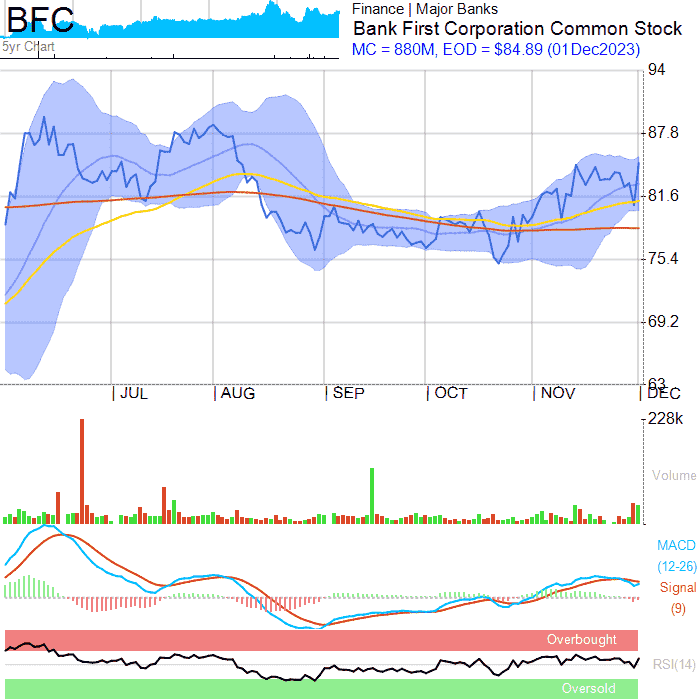 BFC
5yr Chart
Finance | Major Banks
Bank First Corporation Common Stock
MC = 880M, EOD = $84.89 (01Dec2023)
94
87.8
81.6
75.4
69.2
63
JUL
AUG
SEP
OCT
NOV
DEC
228k
Volume
MACD
(12-26)
Signal
(9)
Overbought
RSI(14)
Oversold